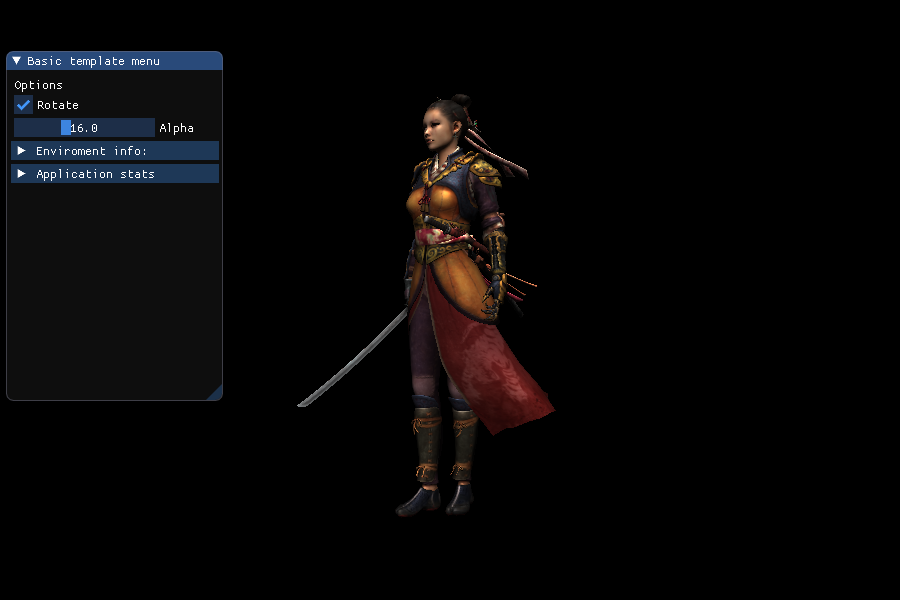 Basic template menu
Options
Rotate
16.0 Alpha
Enviroment info:
Application stats